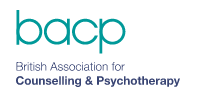 bacp
British Association for
Counselling & Psychotherapy